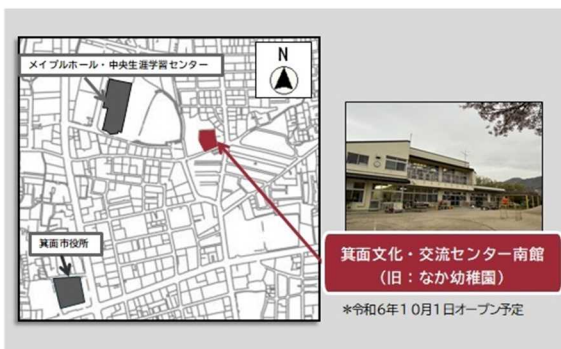 N
メイプルホール・中央生涯学習センター
箕面市役所
箕面文化・交流センター南館
（旧：なか幼稚園）
*令和6年10月1日オープン予定